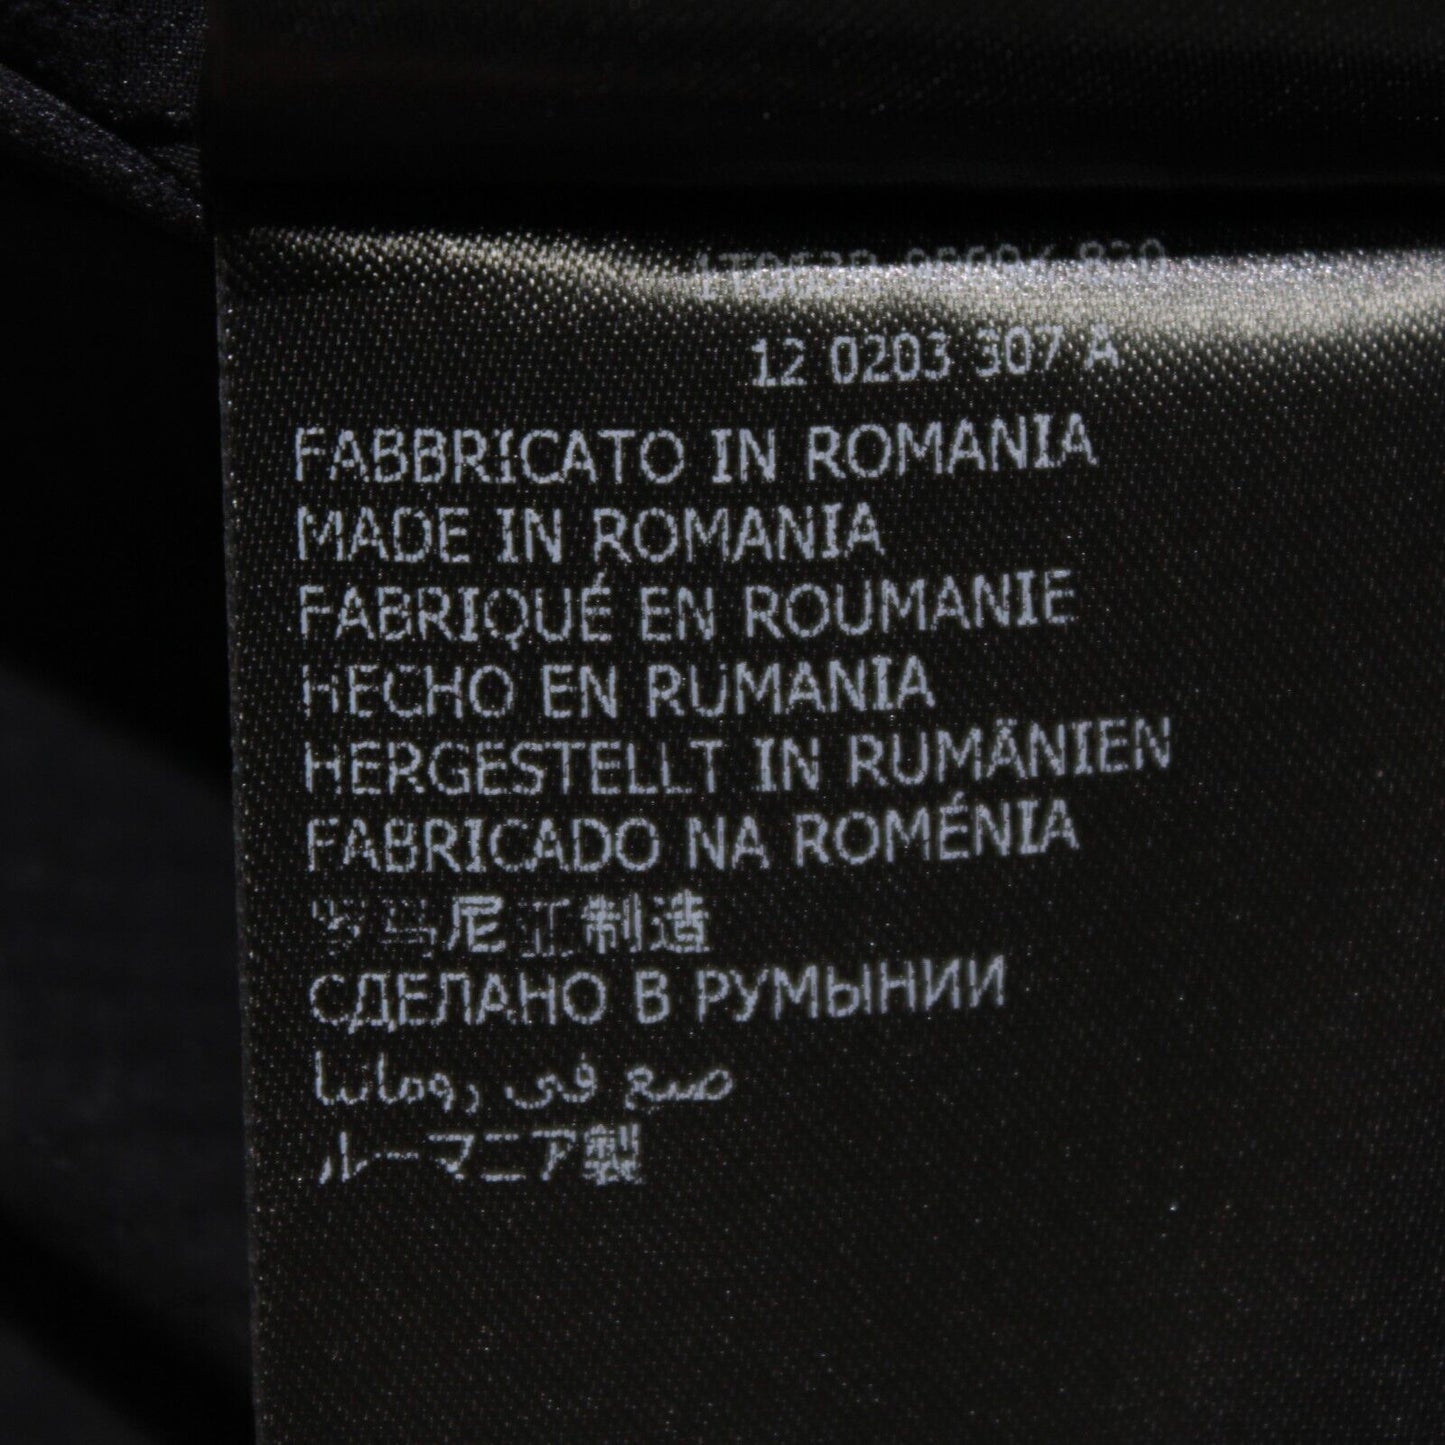 12 0203 307 A
FABBRICATO IN ROMANIA
MADE IN ROMANIA
FABRIQUÉ EN ROUMANIE
HECHO EN RUMANIA
HERGESTELLT IN RUMÄNIEN
FABRICADO NA ROMÉNIA
罗马尼亚制造
СДЕЛАНО В РУМЫНИИ
صنع في رومانيا
ルーマニア製